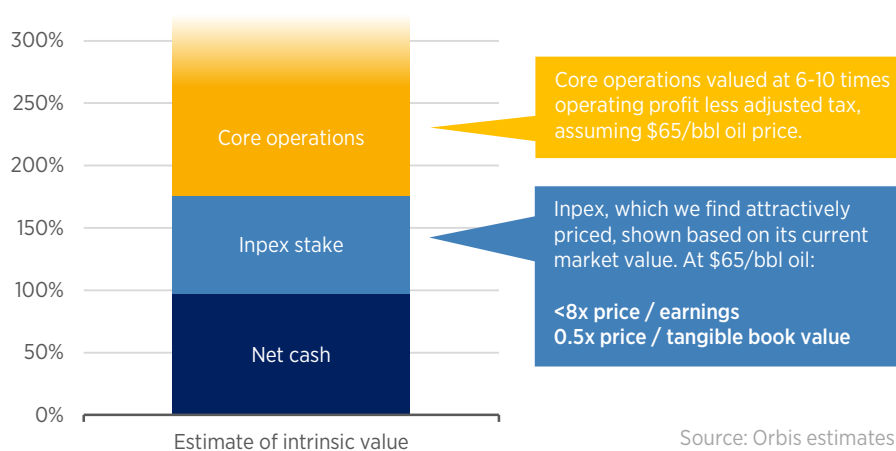 300%
250%
200%
150%
100%
50%
0%
Core operations
Inpex stake
Net cash
Estimate of intrinsic value
Core operations valued at 6-10 times
operating profit less adjusted tax,
assuming $65/bbl oil price.
Inpex, which we find attractively
priced, shown based on its current
market value. At $65/bbl oil:
<8x price / earnings
0.5x price / tangible book value
Source: Orbis estimates